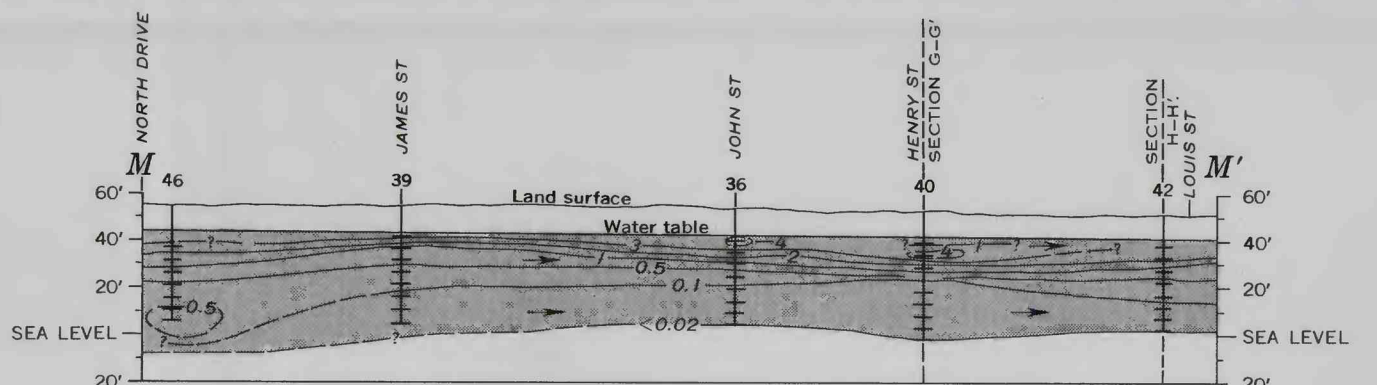 NORTH DRIVE
JAMES ST
JOHN ST
HENRY ST
SECTION G-G'
SECTION
H-H'
LOUIS ST
M
M'
46
39
36
40
42
60'
60'
Land surface
Water table
40'
40'
?
3
4
?
1
?
?
1
2
4
0.5
20'
20'
0.1
0.5
<0.02
?
?
SEA LEVEL
SEA LEVEL
20'
20'